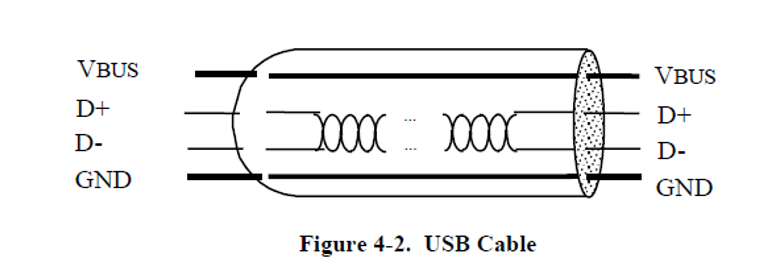 VBUS
VBUS
D+
D+
D-
D-
GND
GND
...
...
Figure 4-2. USB Cable